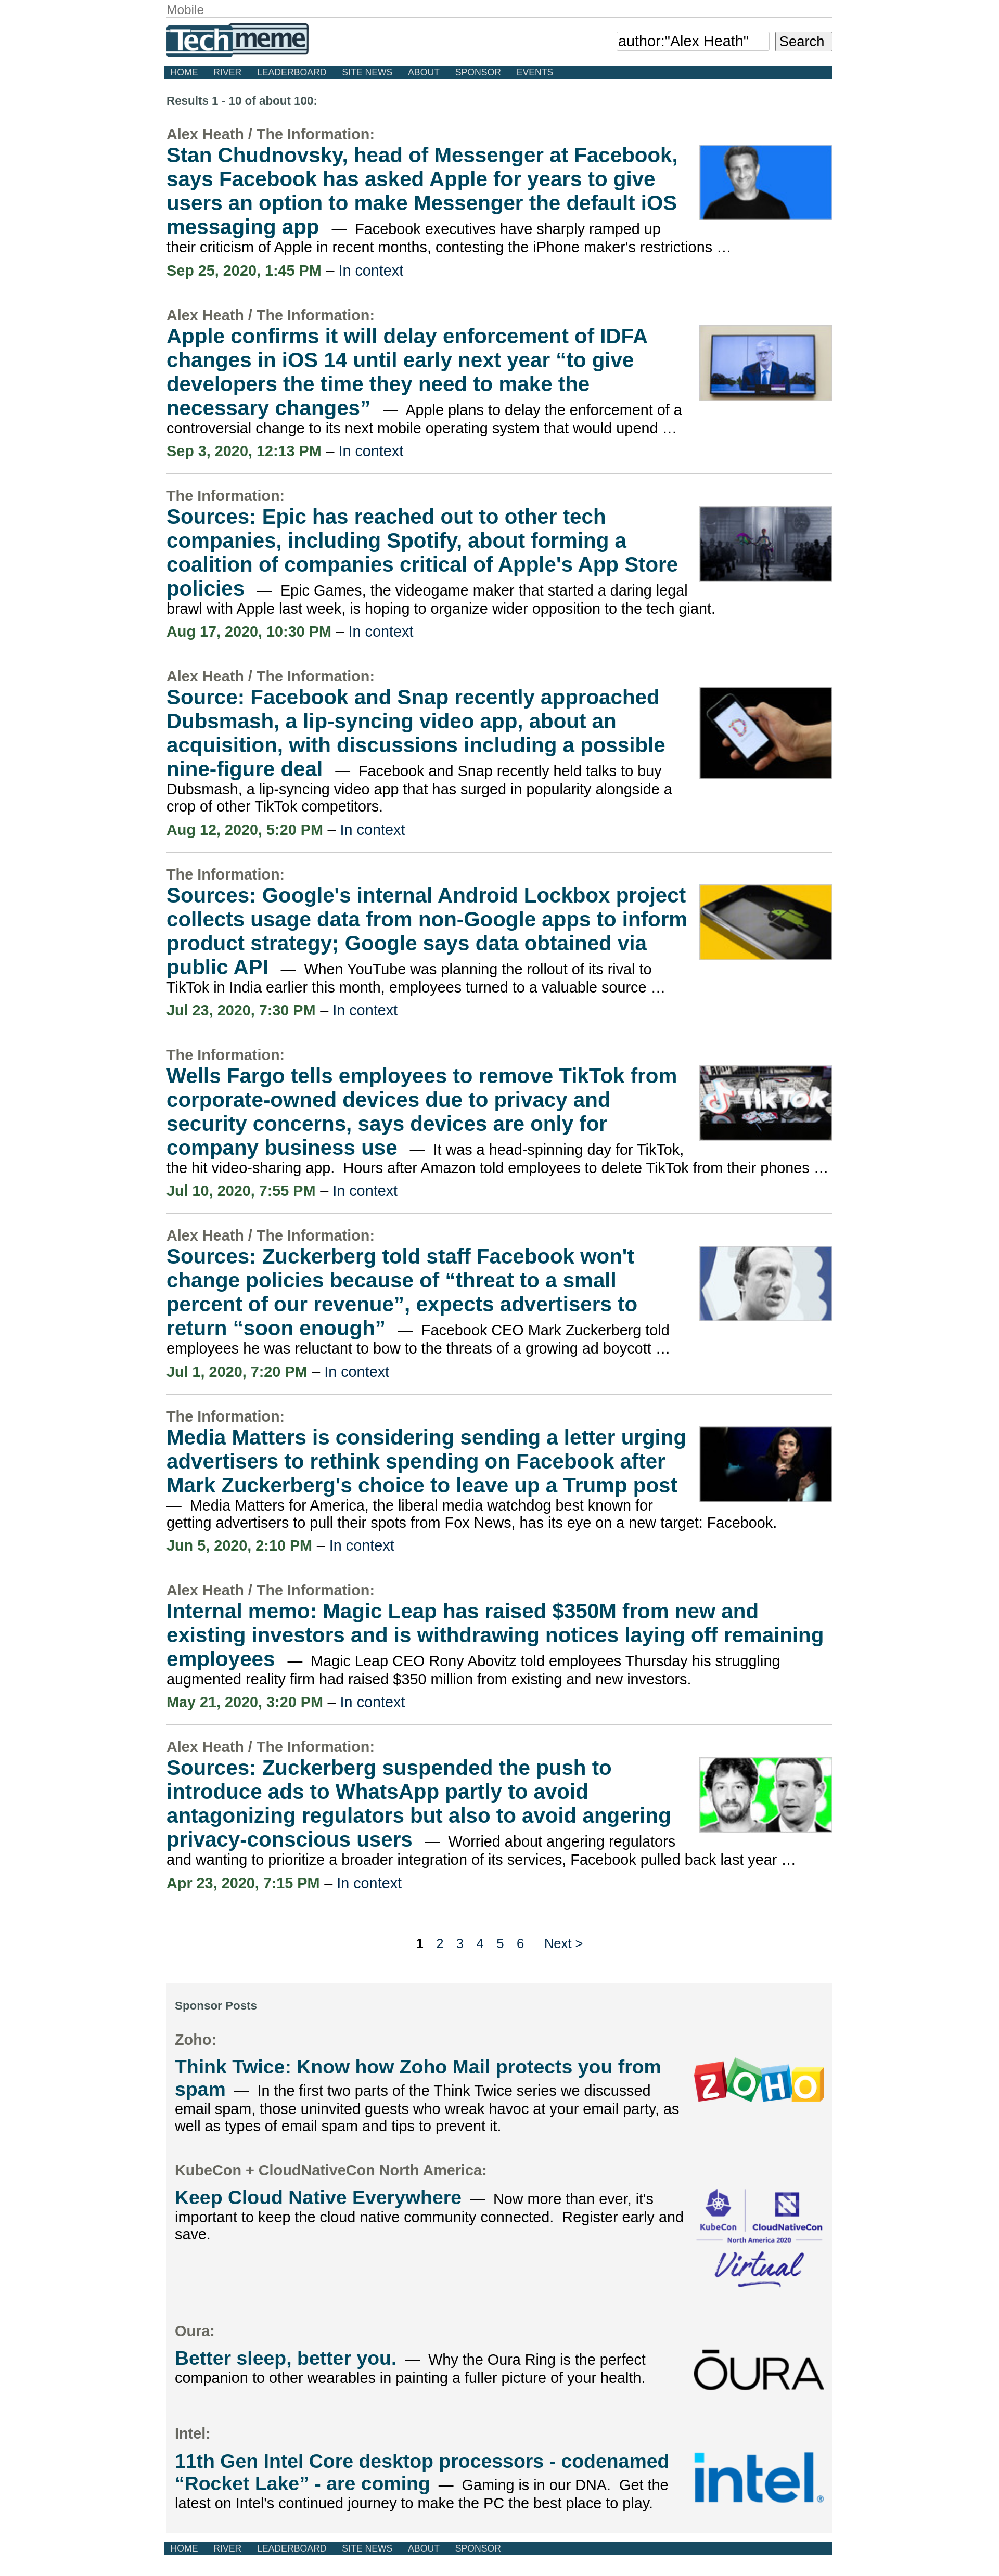 Mobile
Techmeme
author:"Alex Heath"
Search
HOME RIVER LEADERBOARD SITE NEWS ABOUT SPONSOR EVENTS
Results 1 - 10 of about 100:
Alex Heath / The Information:
Stan Chudnovsky, head of Messenger at Facebook,
says Facebook has asked Apple for years to give
users an option to make Messenger the default iOS
messaging app — Facebook executives have sharply ramped up
their criticism of Apple in recent months, contesting the iPhone maker's restrictions …
Sep 25, 2020, 1:45 PM – In context
Alex Heath / The Information:
Apple confirms it will delay enforcement of IDFA
changes in iOS 14 until early next year “to give
developers the time they need to make the
necessary changes” — Apple plans to delay the enforcement of a
controversial change to its next mobile operating system that would upend …
Sep 3, 2020, 12:13 PM – In context
The Information:
Sources: Epic has reached out to other tech
companies, including Spotify, about forming a
coalition of companies critical of Apple's App Store
policies — Epic Games, the videogame maker that started a daring legal
brawl with Apple last week, is hoping to organize wider opposition to the tech giant.
Aug 17, 2020, 10:30 PM – In context
Alex Heath / The Information:
Source: Facebook and Snap recently approached
Dubsmash, a lip-syncing video app, about an
acquisition, with discussions including a possible
nine-figure deal — Facebook and Snap recently held talks to buy
Dubsmash, a lip-syncing video app that has surged in popularity alongside a
crop of other TikTok competitors.
Aug 12, 2020, 5:20 PM – In context
The Information:
Sources: Google's internal Android Lockbox project
collects usage data from non-Google apps to inform
product strategy; Google says data obtained via
public API — When YouTube was planning the rollout of its rival to
TikTok in India earlier this month, employees turned to a valuable source …
Jul 23, 2020, 7:30 PM – In context
The Information:
Wells Fargo tells employees to remove TikTok from
corporate-owned devices due to privacy and
security concerns, says devices are only for
company business use — It was a head-spinning day for TikTok,
the hit video-sharing app. Hours after Amazon told employees to delete TikTok from their phones …
TikTok
Jul 10, 2020, 7:55 PM – In context
Alex Heath / The Information:
Sources: Zuckerberg told staff Facebook won't
change policies because of “threat to a small
percent of our revenue”, expects advertisers to
return “soon enough” — Facebook CEO Mark Zuckerberg told
employees he was reluctant to bow to the threats of a growing ad boycott …
Jul 1, 2020, 7:20 PM – In context
The Information:
Media Matters is considering sending a letter urging
advertisers to rethink spending on Facebook after
Mark Zuckerberg's choice to leave up a Trump post
— Media Matters for America, the liberal media watchdog best known for
getting advertisers to pull their spots from Fox News, has its eye on a new target: Facebook.
Jun 5, 2020, 2:10 PM – In context
Alex Heath / The Information:
Internal memo: Magic Leap has raised $350M from new and
existing investors and is withdrawing notices laying off remaining
employees — Magic Leap CEO Rony Abovitz told employees Thursday his struggling
augmented reality firm had raised $350 million from existing and new investors.
May 21, 2020, 3:20 PM – In context
Alex Heath / The Information:
Sources: Zuckerberg suspended the push to
introduce ads to WhatsApp partly to avoid
antagonizing regulators but also to avoid angering
privacy-conscious users — Worried about angering regulators
and wanting to prioritize a broader integration of its services, Facebook pulled back last year …
Apr 23, 2020, 7:15 PM – In context
1 2 3 4 5 6 Next >
Sponsor Posts
Zoho:
Think Twice: Know how Zoho Mail protects you from
spam — In the first two parts of the Think Twice series we discussed
email spam, those uninvited guests who wreak havoc at your email party, as
well as types of email spam and tips to prevent it.
ZOHO
KubeCon + CloudNativeCon North America:
Keep Cloud Native Everywhere — Now more than ever, it's
important to keep the cloud native community connected. Register early and
save.
KubeCon CloudNativeCon
North America 2020
Virtual
Oura:
Better sleep, better you. — Why the Oura Ring is the perfect
companion to other wearables in painting a fuller picture of your health.
ŌURA
Intel:
11th Gen Intel Core desktop processors - codenamed
“Rocket Lake” - are coming — Gaming is in our DNA. Get the
latest on Intel's continued journey to make the PC the best place to play.
intel®
HOME RIVER LEADERBOARD SITE NEWS ABOUT SPONSOR